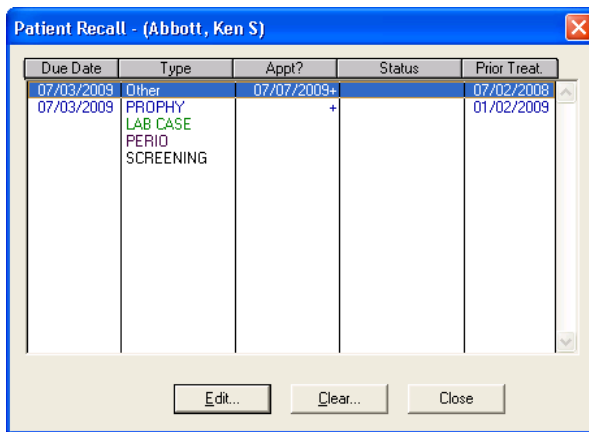 Patient Recall - (Abbott, Ken S)
Due Date Type Appt? Status Prior Treat.
07/03/2009 Other 07/07/2009+ 07/02/2008
07/03/2009 PROPHY + 01/02/2009
LAB CASE
PERIO
SCREENING
Edit... Clear... Close